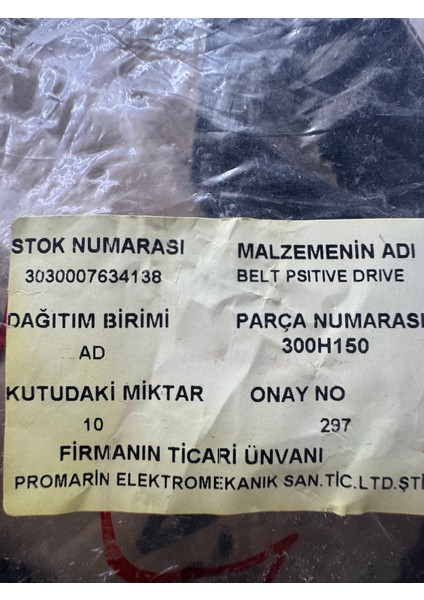 STOK NUMARASI MALZEMENİN ADI
3030007634138 BELT PSITIVE DRIVE
DAĞITIM BİRİMİ PARÇA NUMARASI
AD 300H150
KUTUDAKİ MİKTAR ONAY NO
10 297
FİRMANIN TİCARİ ÜNVANI
PROMARİN ELEKTROMEKANIK SAN.TİC.LTD.ŞTİ